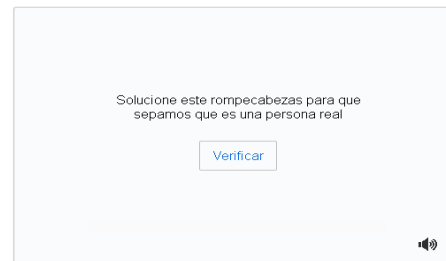 Solucione este rompecabezas para que
sepamos que es una persona real
Verificar